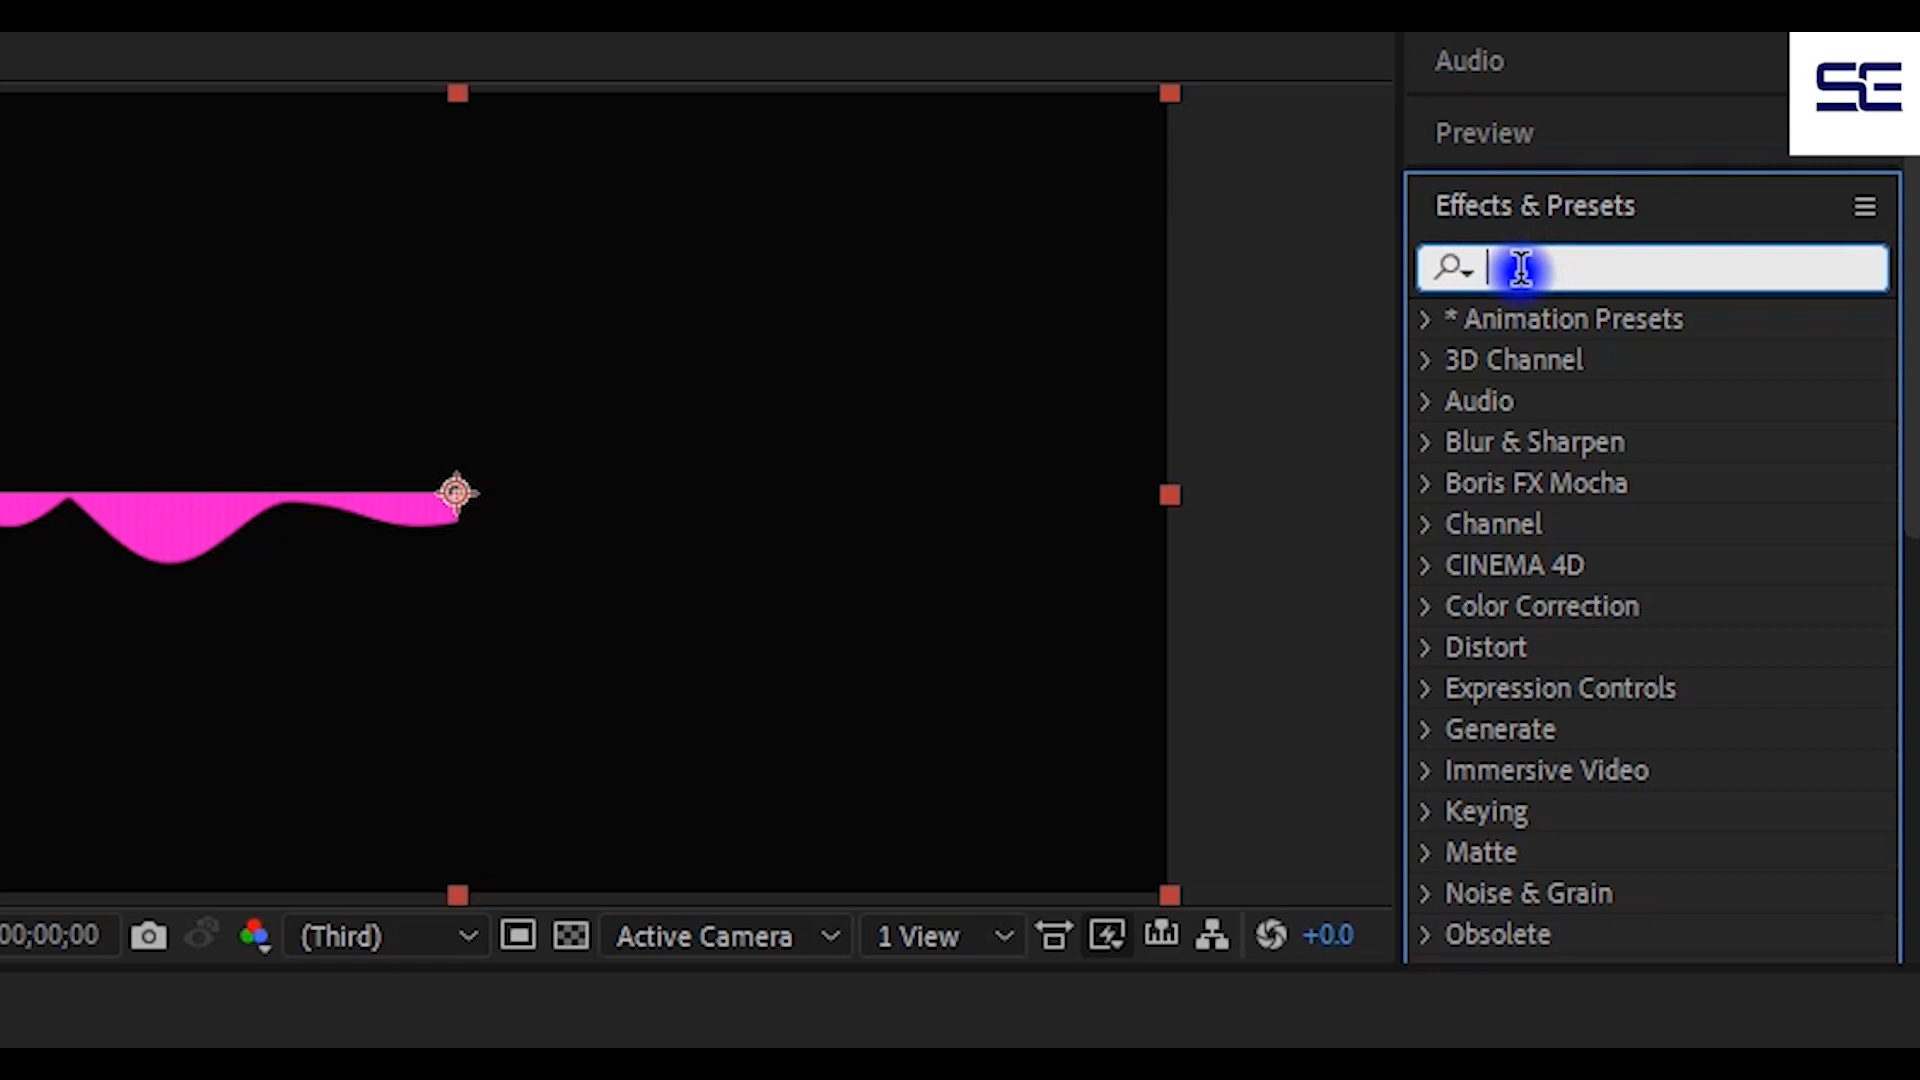 Audio
SE
Preview
Effects & Presets
* Animation Presets
3D Channel
Audio
Blur & Sharpen
Boris FX Mocha
Channel
CINEMA 4D
Color Correction
Distort
Expression Controls
Generate
Immersive Video
Keying
Matte
Noise & Grain
Obsolete
00;00;00 (Third) Active Camera 1 View +0.0